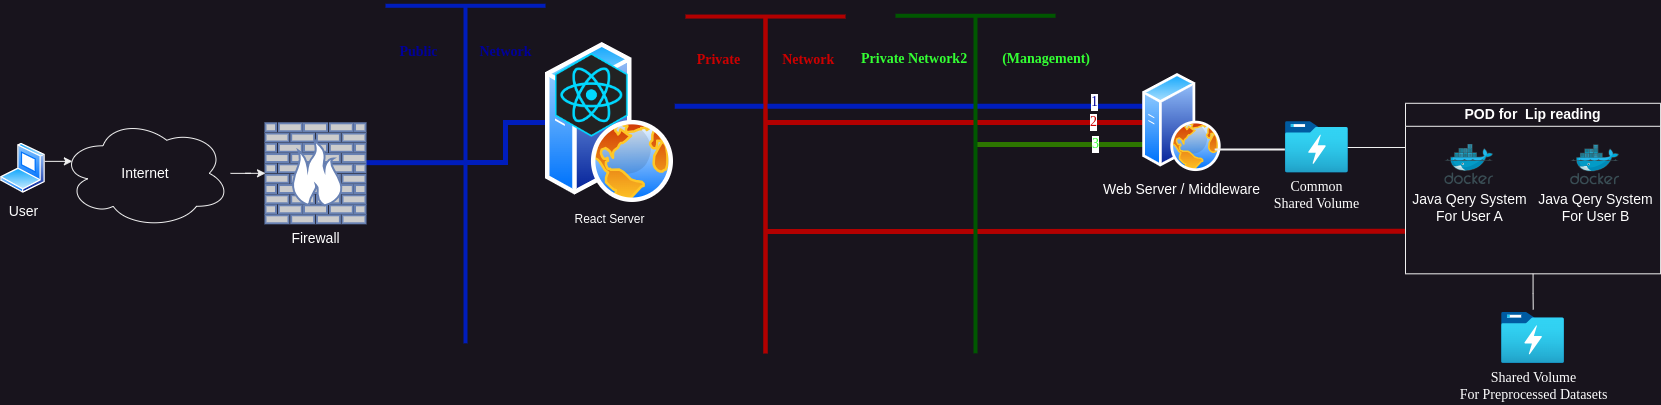 Public Network
Private Network
Private Network2 (Management)
1
2
3
User
Internet
Firewall
React Server
Web Server / Middleware
Common
Shared Volume
POD for Lip reading
docker
Java Qery System
For User A
docker
Java Qery System
For User B
Shared Volume
For Preprocessed Datasets